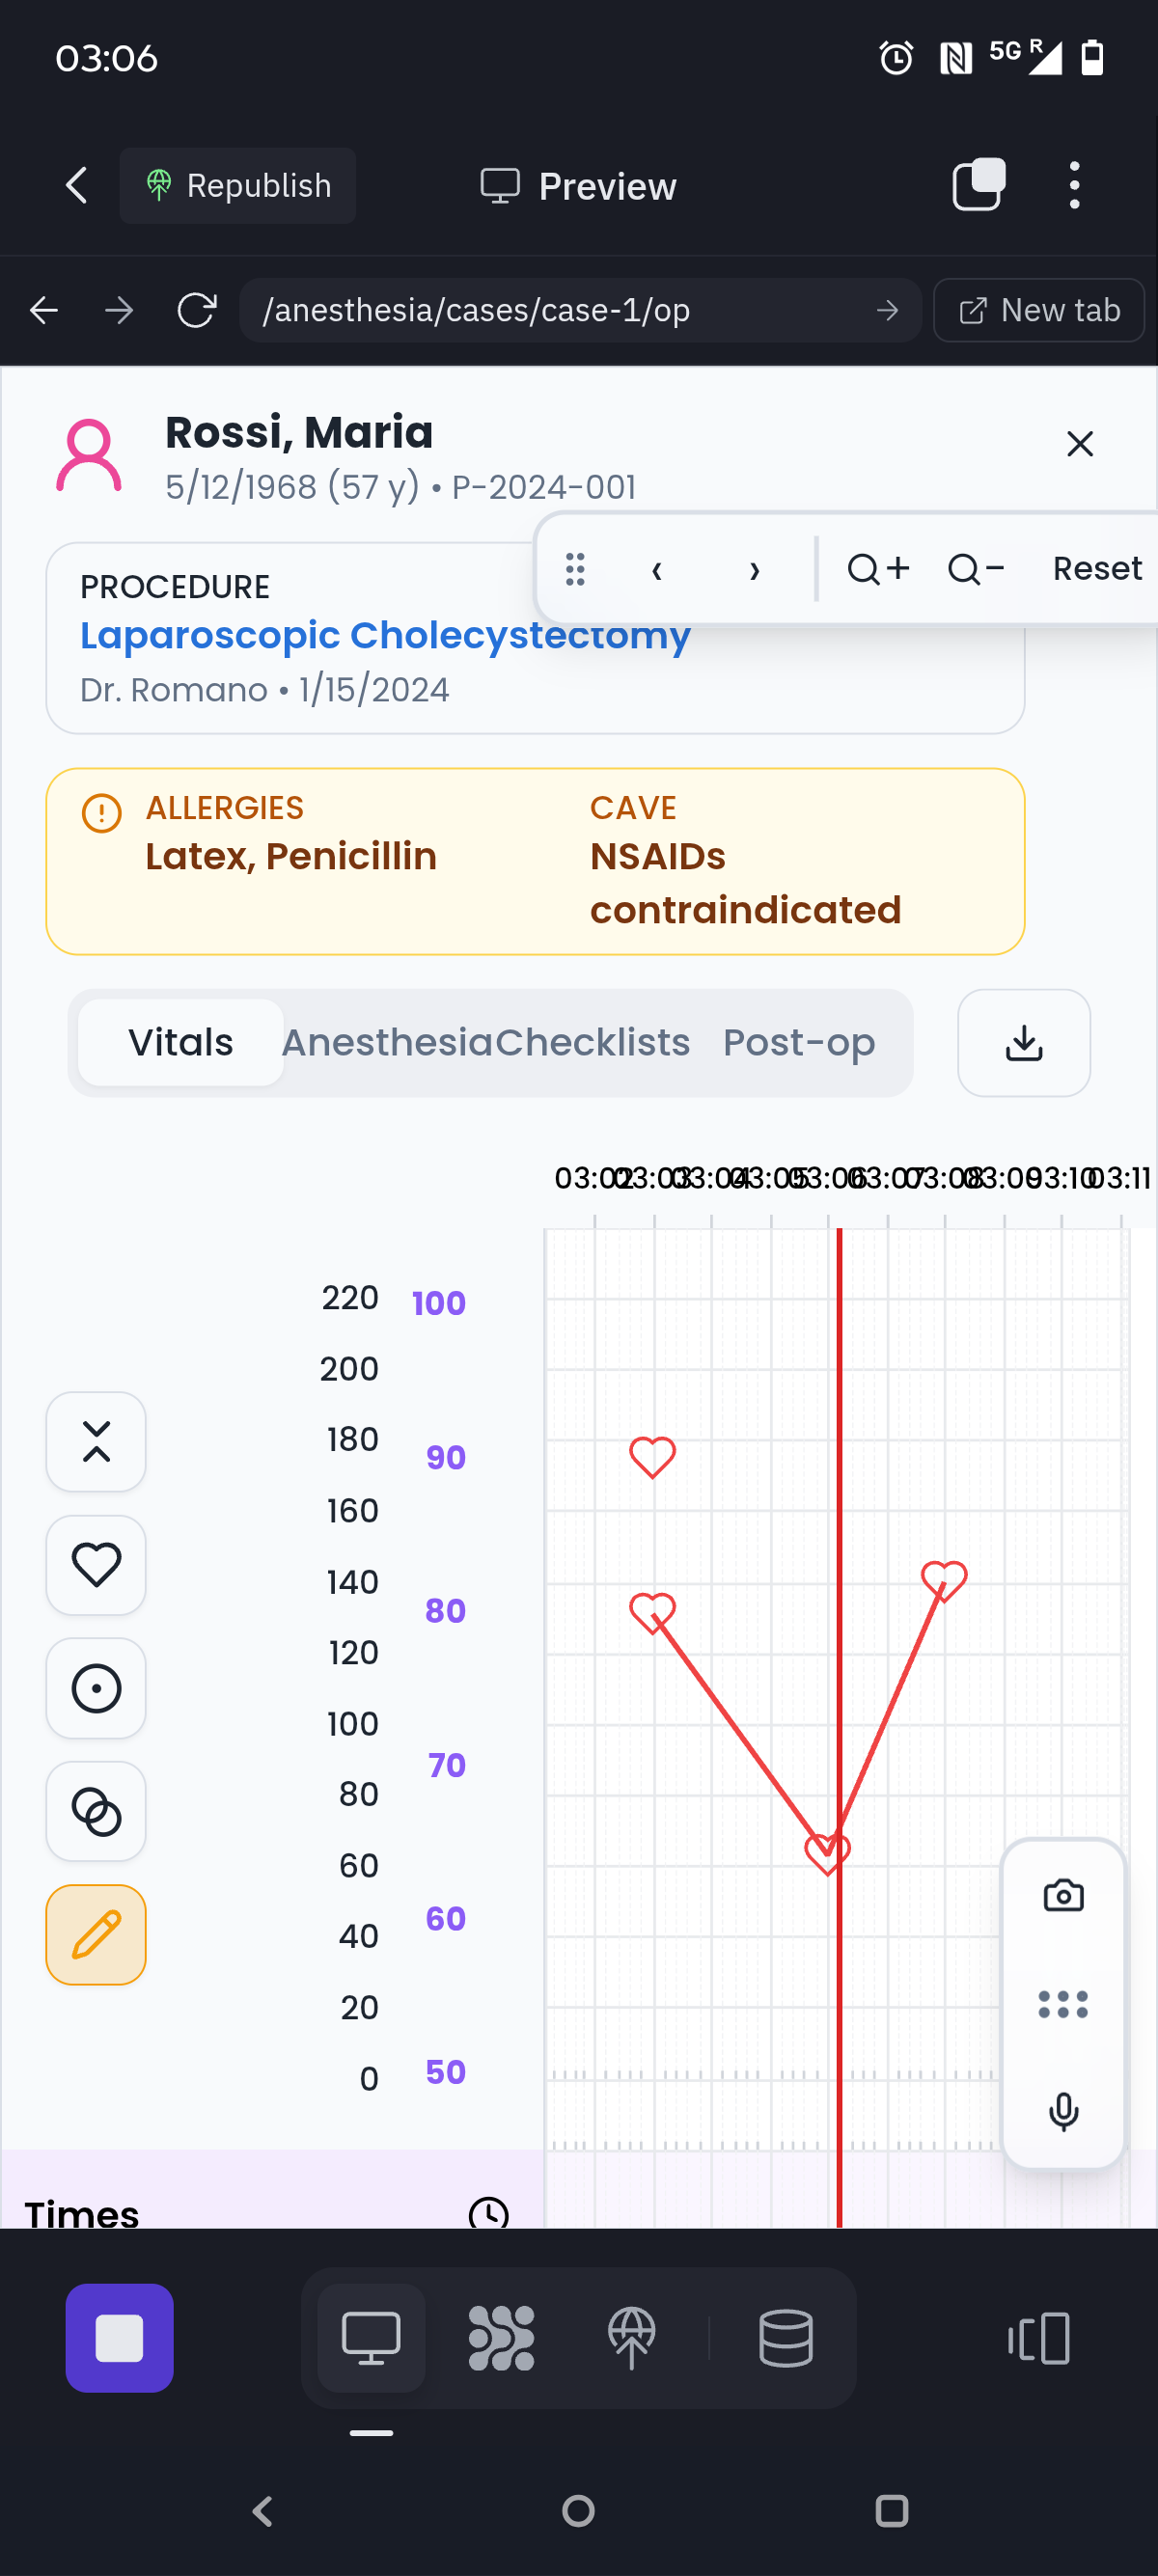 03:06
5G R
Republish
Preview
/anesthesia/cases/case-1/op
New tab
Rossi, Maria
5/12/1968 (57 y) • P-2024-001
‹ › + − Reset
PROCEDURE
Laparoscopic Cholecystectomy
Dr. Romano • 1/15/2024
ALLERGIES
Latex, Penicillin
CAVE
NSAIDs
contraindicated
Vitals Anesthesia Checklists Post-op
03:02 03:03 03:04 03:05 03:06 03:07 03:08 03:09 03:10 03:11
220 100
200
180 90
160
140 80
120
100 70
80
60 60
40
20
0 50
Times